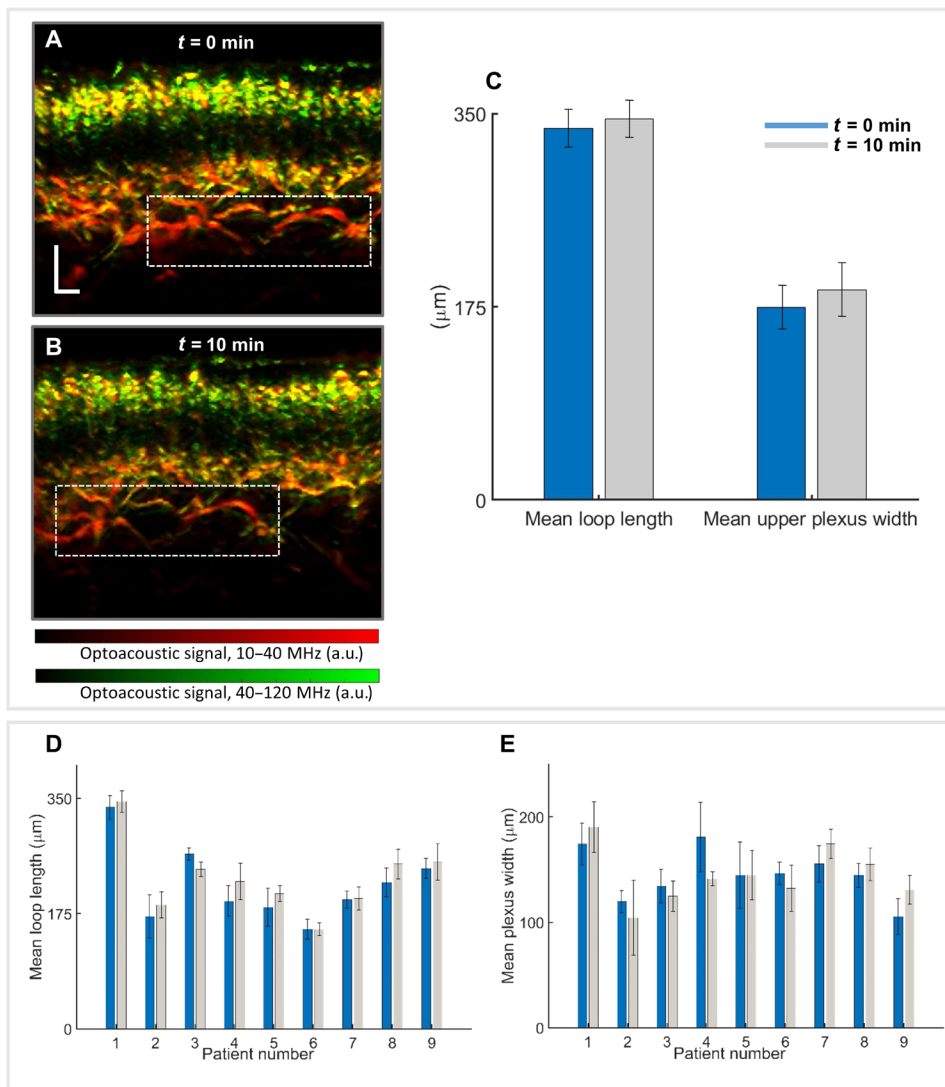 A
t = 0 min
B
t = 10 min
Optoacoustic signal, 10–40 MHz (a.u.)
Optoacoustic signal, 40–120 MHz (a.u.)
C
t = 0 min
t = 10 min
350
175
0
(μm)
Mean loop length
Mean upper plexus width
D
Mean loop length (μm)
350
175
0
1 2 3 4 5 6 7 8 9
Patient number
E
Mean plexus width (μm)
200
100
0
1 2 3 4 5 6 7 8 9
Patient number